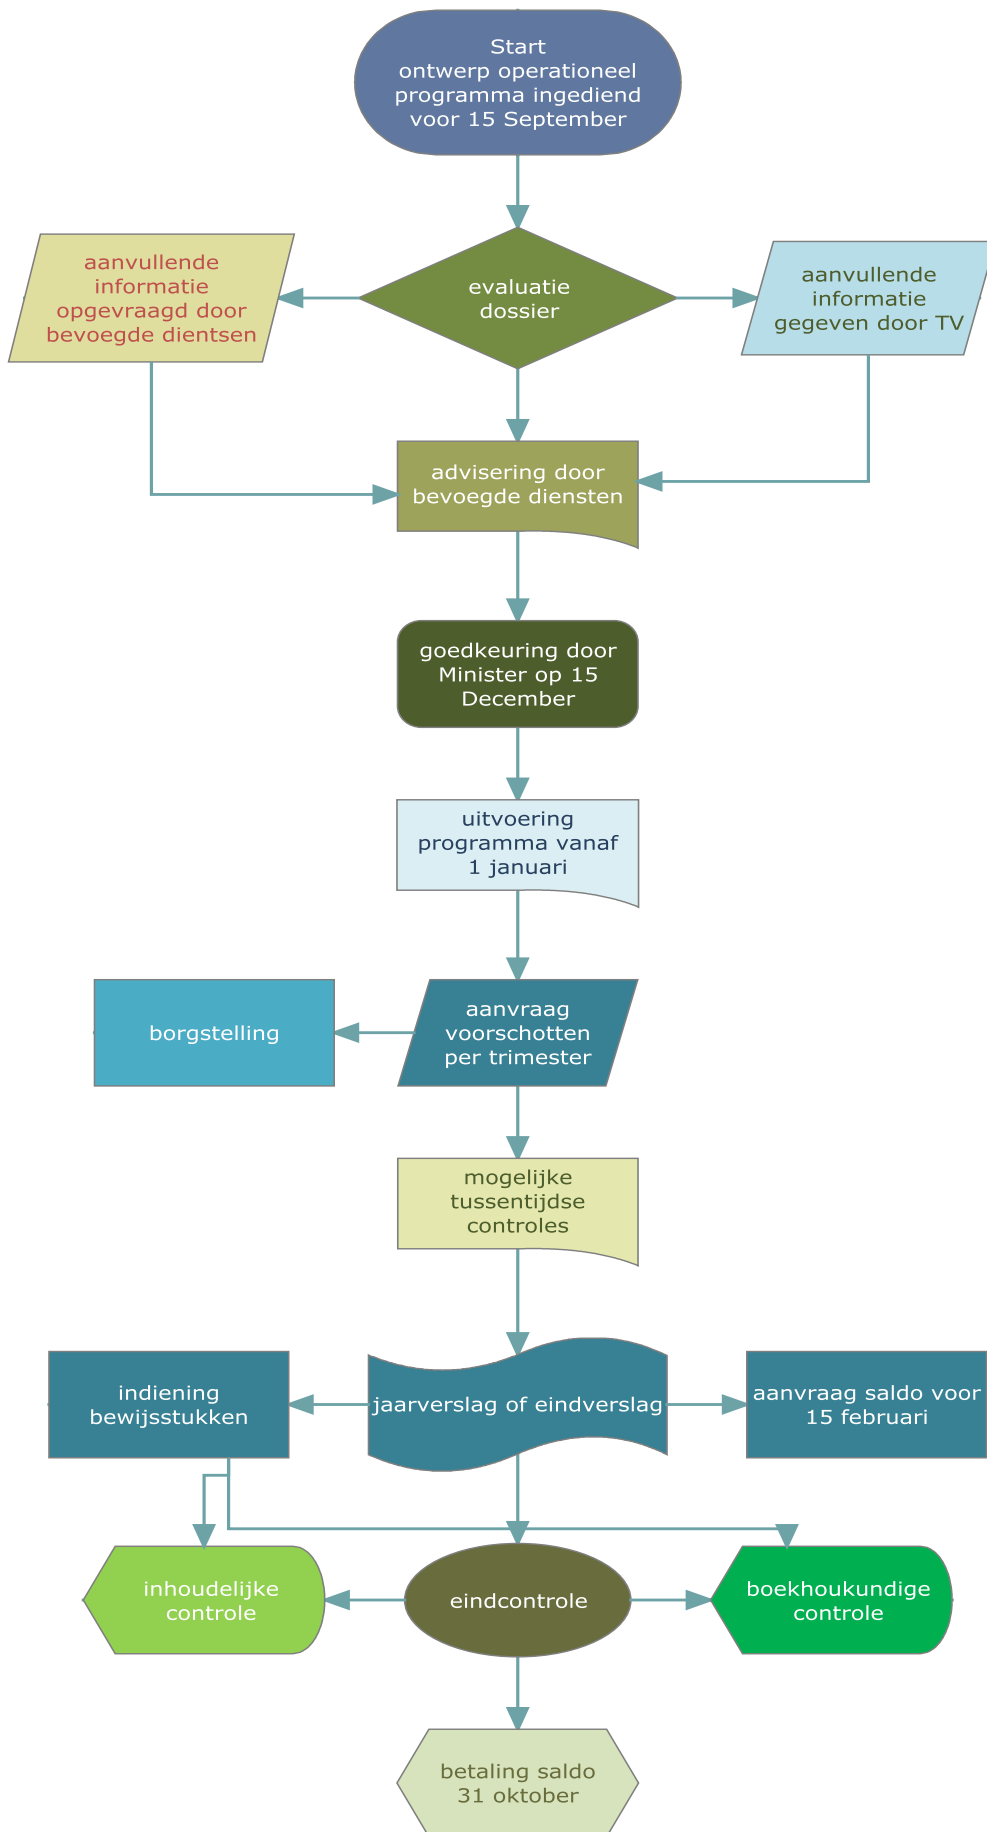 Start
ontwerp operationeel
programma ingediend
voor 15 September
aanvullende
informatie
opgevraagd door
bevoegde dientsen
evaluatie
dossier
aanvullende
informatie
gegeven door TV
advisering door
bevoegde diensten
goedkeuring door
Minister op 15
December
uitvoering
programma vanaf
1 januari
borgstelling
aanvraag
voorschotten
per trimester
mogelijke
tussentijdse
controles
indiening
bewijsstukken
jaarverslag of eindverslag
aanvraag saldo voor
15 februari
inhoudelijke
controle
eindcontrole
boekhoukundige
controle
betaling saldo
31 oktober